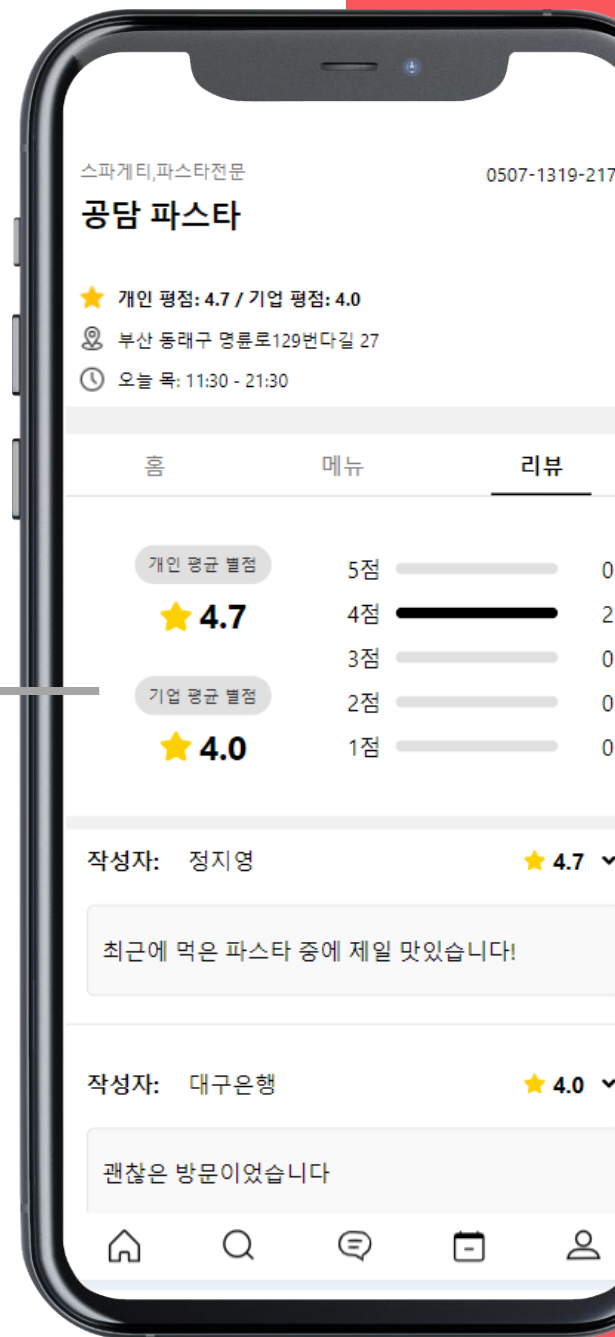 스파게티,파스타전문
0507-1319-217
공담 파스타
개인 평점: 4.7 / 기업 평점: 4.0
부산 동래구 명륜로129번다길 27
오늘 목: 11:30 - 21:30
홈 메뉴 리뷰
개인 평균 별점
4.7
기업 평균 별점
4.0
5점 0
4점 2
3점 0
2점 0
1점 0
작성자: 정지영 4.7
최근에 먹은 파스타 중에 제일 맛있습니다!
작성자: 대구은행 4.0
괜찮은 방문이었습니다